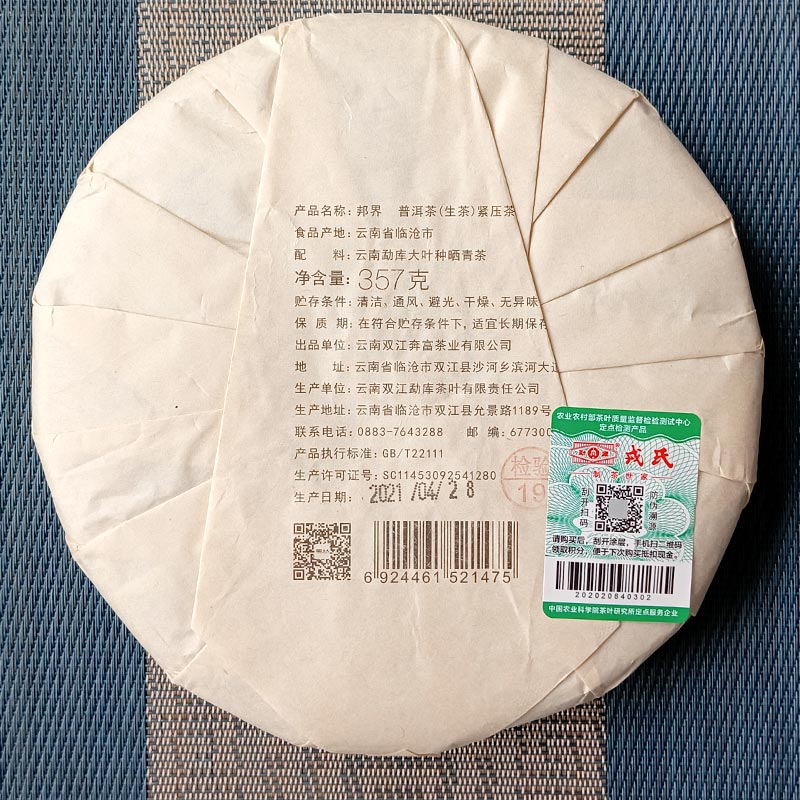 产品名称: 邦界 普洱茶(生茶)紧压茶
食品产地: 云南省临沧市
配 料: 云南勐库大叶种晒青茶
净含量: 357克
贮存条件: 清洁、通风、避光、干燥、无异味
保 质 期: 在符合贮存条件下, 适宜长期保存
出品单位: 云南双江奔富茶业有限公司
地 址: 云南省临沧市双江县沙河乡滨河大道
生产单位: 云南双江勐库茶叶有限责任公司
生产地址: 云南省临沧市双江县允景路1189号
联系电话: 0883-7643288 邮 编: 677300
产品执行标准: GB/T22111
生产许可证号: SC11453092541280
生产日期: 2021/04/28
检验
19
6 924461 521475
农业农村部茶叶质量监督检验测试中心
定点检测产品
戎氏
制茶世家
刮开扫码
防伪溯源
请购买后, 刮开涂层, 手机扫二维码
领取积分, 便于下次购买抵扣现金。
202020840302
中国农业科学院茶叶研究所定点服务企业